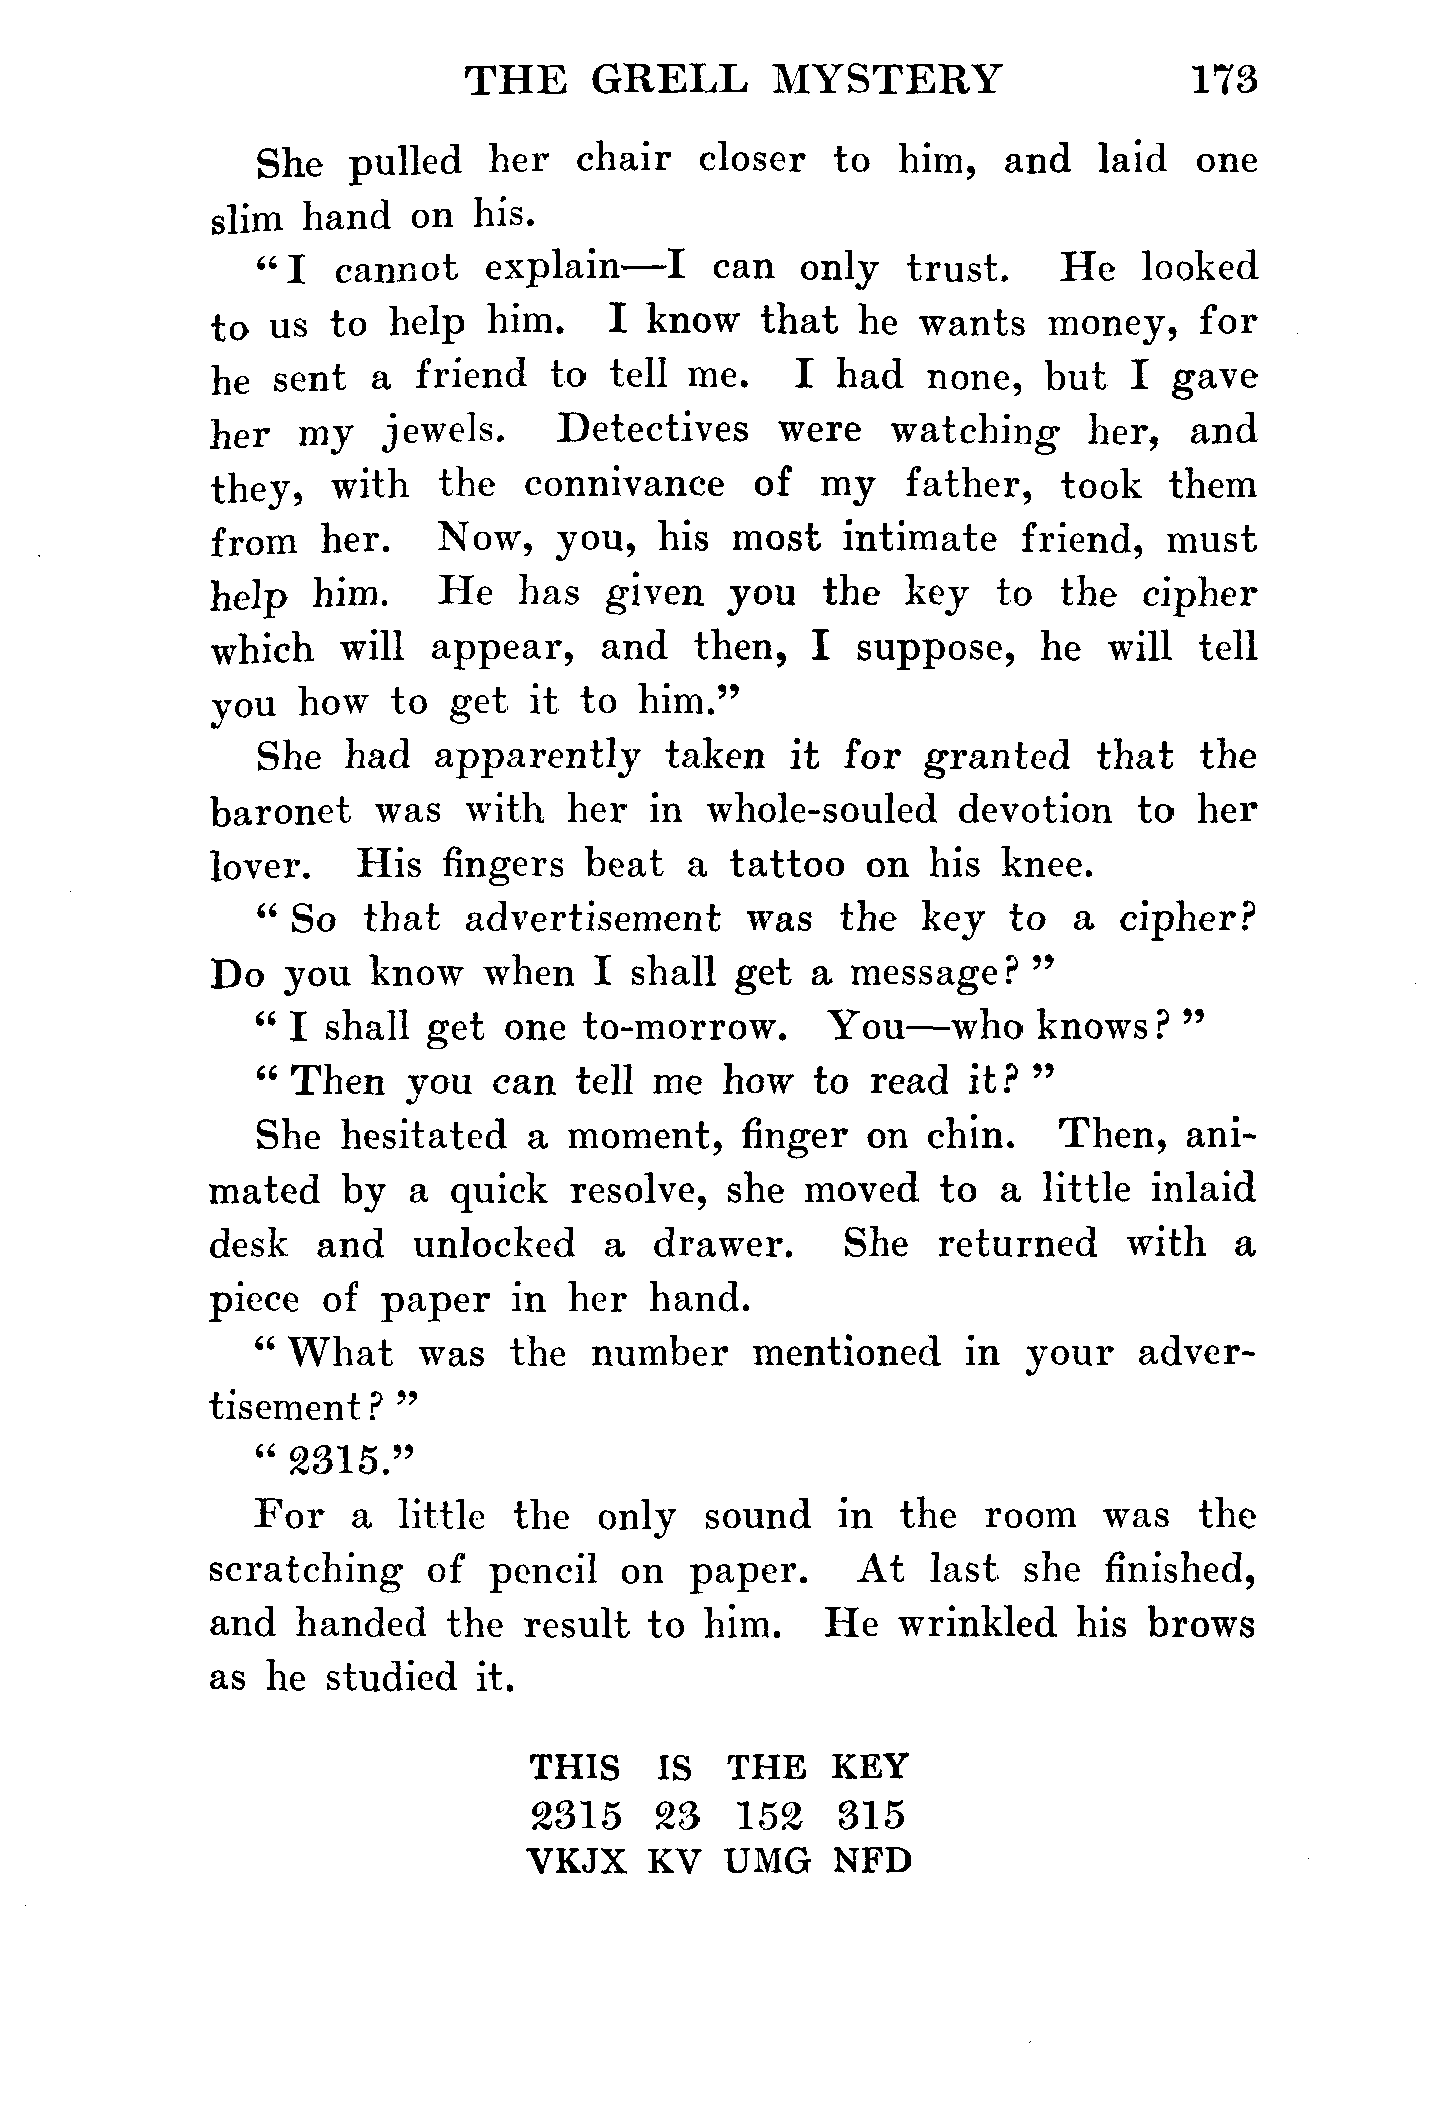 THE GRELL MYSTERY 173
She pulled her chair closer to him, and laid one
slim hand on his.
“I cannot explain—I can only trust. He looked
to us to help him. I know that he wants money, for
he sent a friend to tell me. I had none, but I gave
her my jewels. Detectives were watching her, and
they, with the connivance of my father, took them
from her. Now, you, his most intimate friend, must
help him. He has given you the key to the cipher
which will appear, and then, I suppose, he will tell
you how to get it to him.”
She had apparently taken it for granted that the
baronet was with her in whole-souled devotion to her
lover. His fingers beat a tattoo on his knee.
“So that advertisement was the key to a cipher?
Do you know when I shall get a message?”
“I shall get one to-morrow. You—who knows?”
“Then you can tell me how to read it?”
She hesitated a moment, finger on chin. Then, ani-
mated by a quick resolve, she moved to a little inlaid
desk and unlocked a drawer. She returned with a
piece of paper in her hand.
“What was the number mentioned in your adver-
tisement?”
“2315.”
For a little the only sound in the room was the
scratching of pencil on paper. At last she finished,
and handed the result to him. He wrinkled his brows
as he studied it.
THIS IS THE KEY
2315 23 152 315
VKJX KV UMG NFD